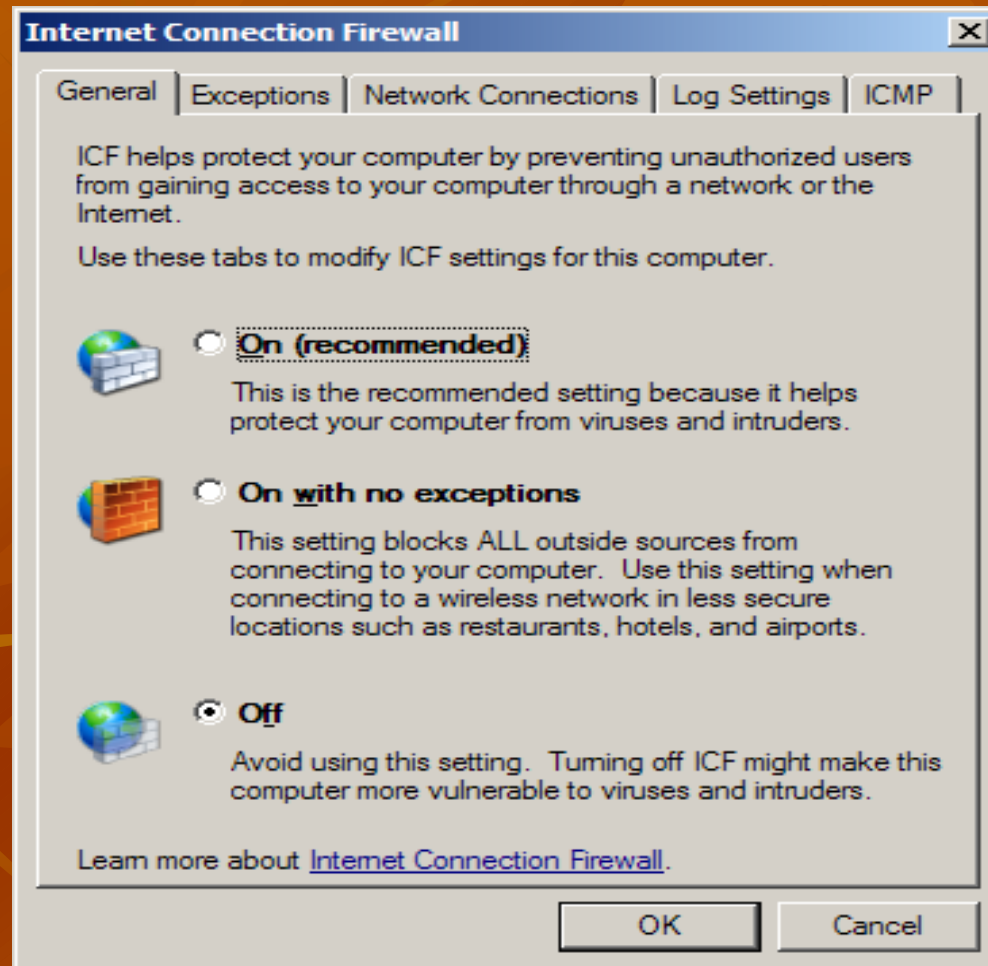 Internet Connection Firewall
General
Exceptions
Network Connections
Log Settings
ICMP
ICF helps protect your computer by preventing unauthorized users
from gaining access to your computer through a network or the
Internet.
Use these tabs to modify ICF settings for this computer.
On (recommended)
This is the recommended setting because it helps
protect your computer from viruses and intruders.
On with no exceptions
This setting blocks ALL outside sources from
connecting to your computer. Use this setting when
connecting to a wireless network in less secure
locations such as restaurants, hotels, and airports.
Off
Avoid using this setting. Turning off ICF might make this
computer more vulnerable to viruses and intruders.
Learn more about Internet Connection Firewall.
OK
Cancel